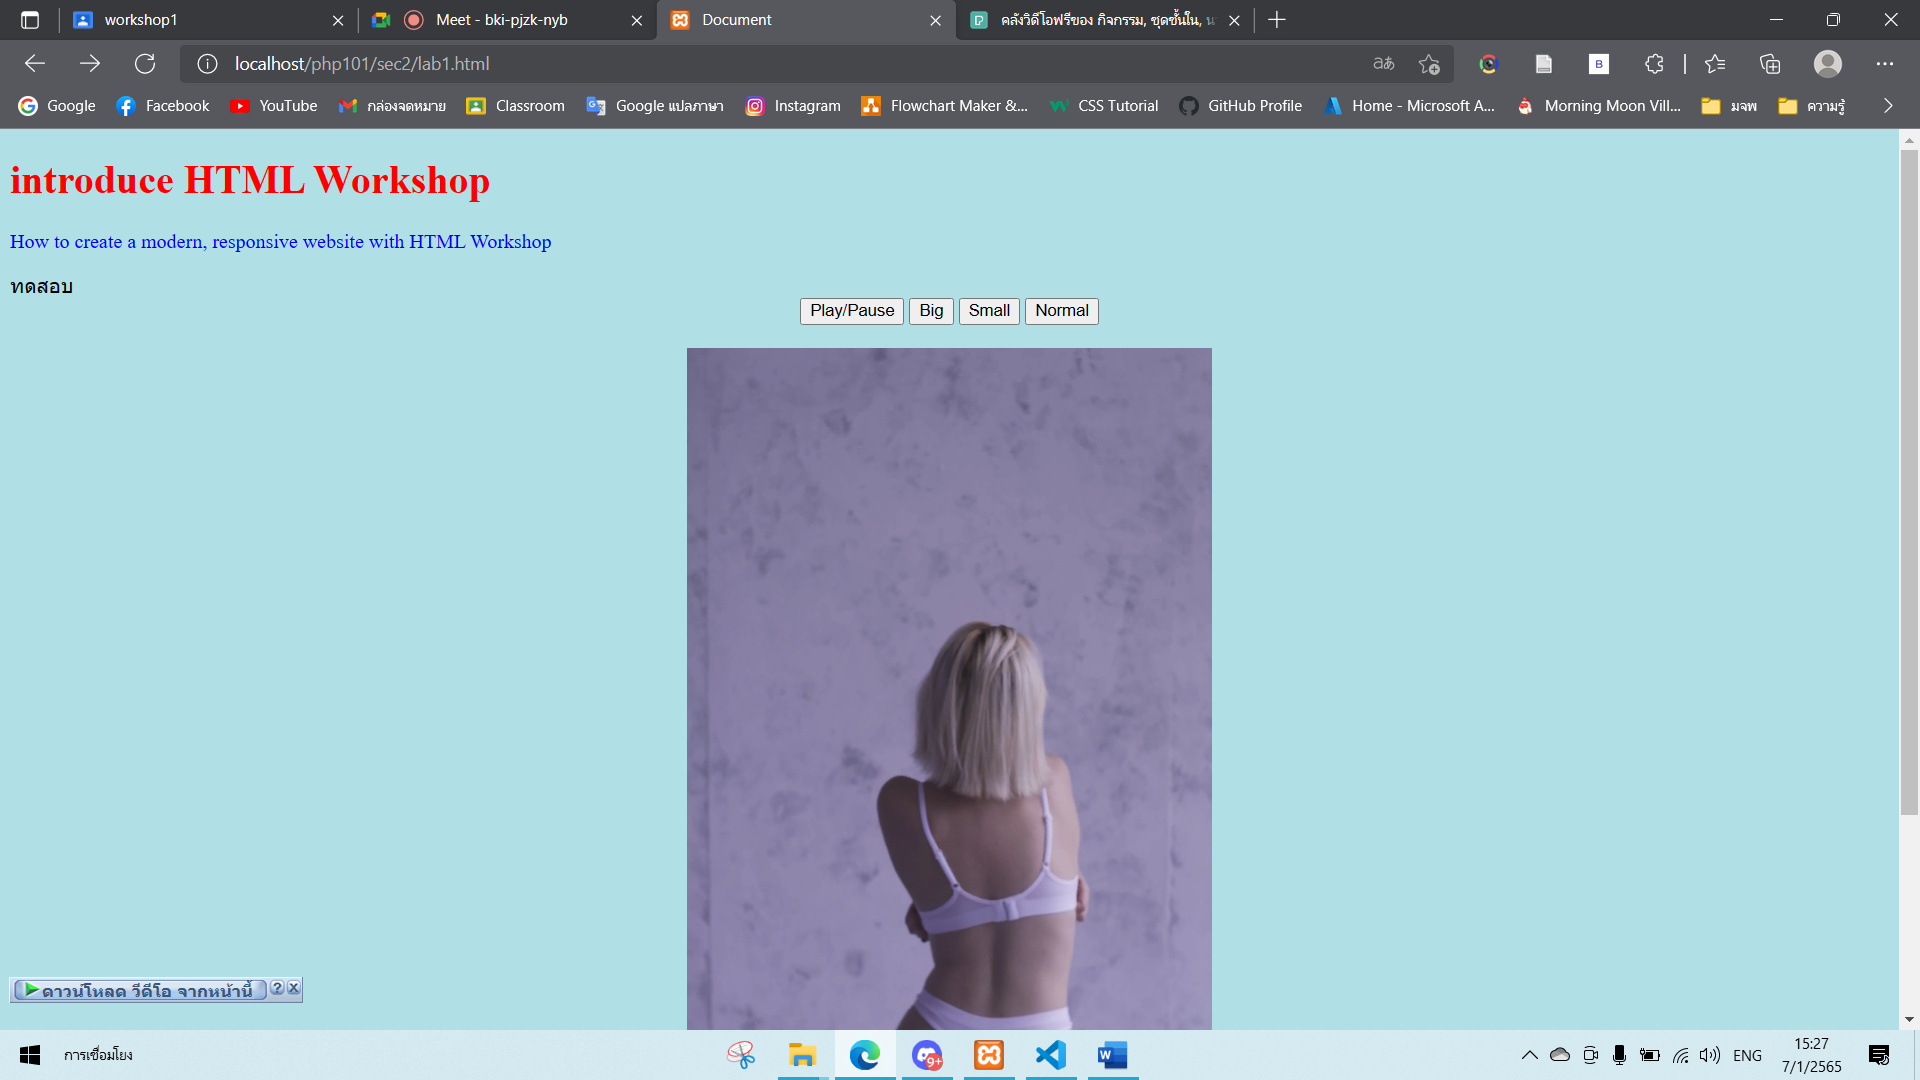 workshop1
Meet - bki-pjzk-nyb
Document
คลังวิดีโอฟรีของ กิจกรรม, ชุดชั้นใน, น
localhost/php101/sec2/lab1.html
Google
Facebook
YouTube
กล่องจดหมาย
Classroom
Google แปลภาษา
Instagram
Flowchart Maker &...
CSS Tutorial
GitHub Profile
Home - Microsoft A...
Morning Moon Vill...
มจพ
ความรู้
introduce HTML Workshop
How to create a modern, responsive website with HTML Workshop
ทดสอบ
Play/Pause Big Small Normal
ดาวน์โหลด วีดีโอ จากหน้านี้ ? x
การเชื่อมโยง
9+
ENG
15:27
7/1/2565